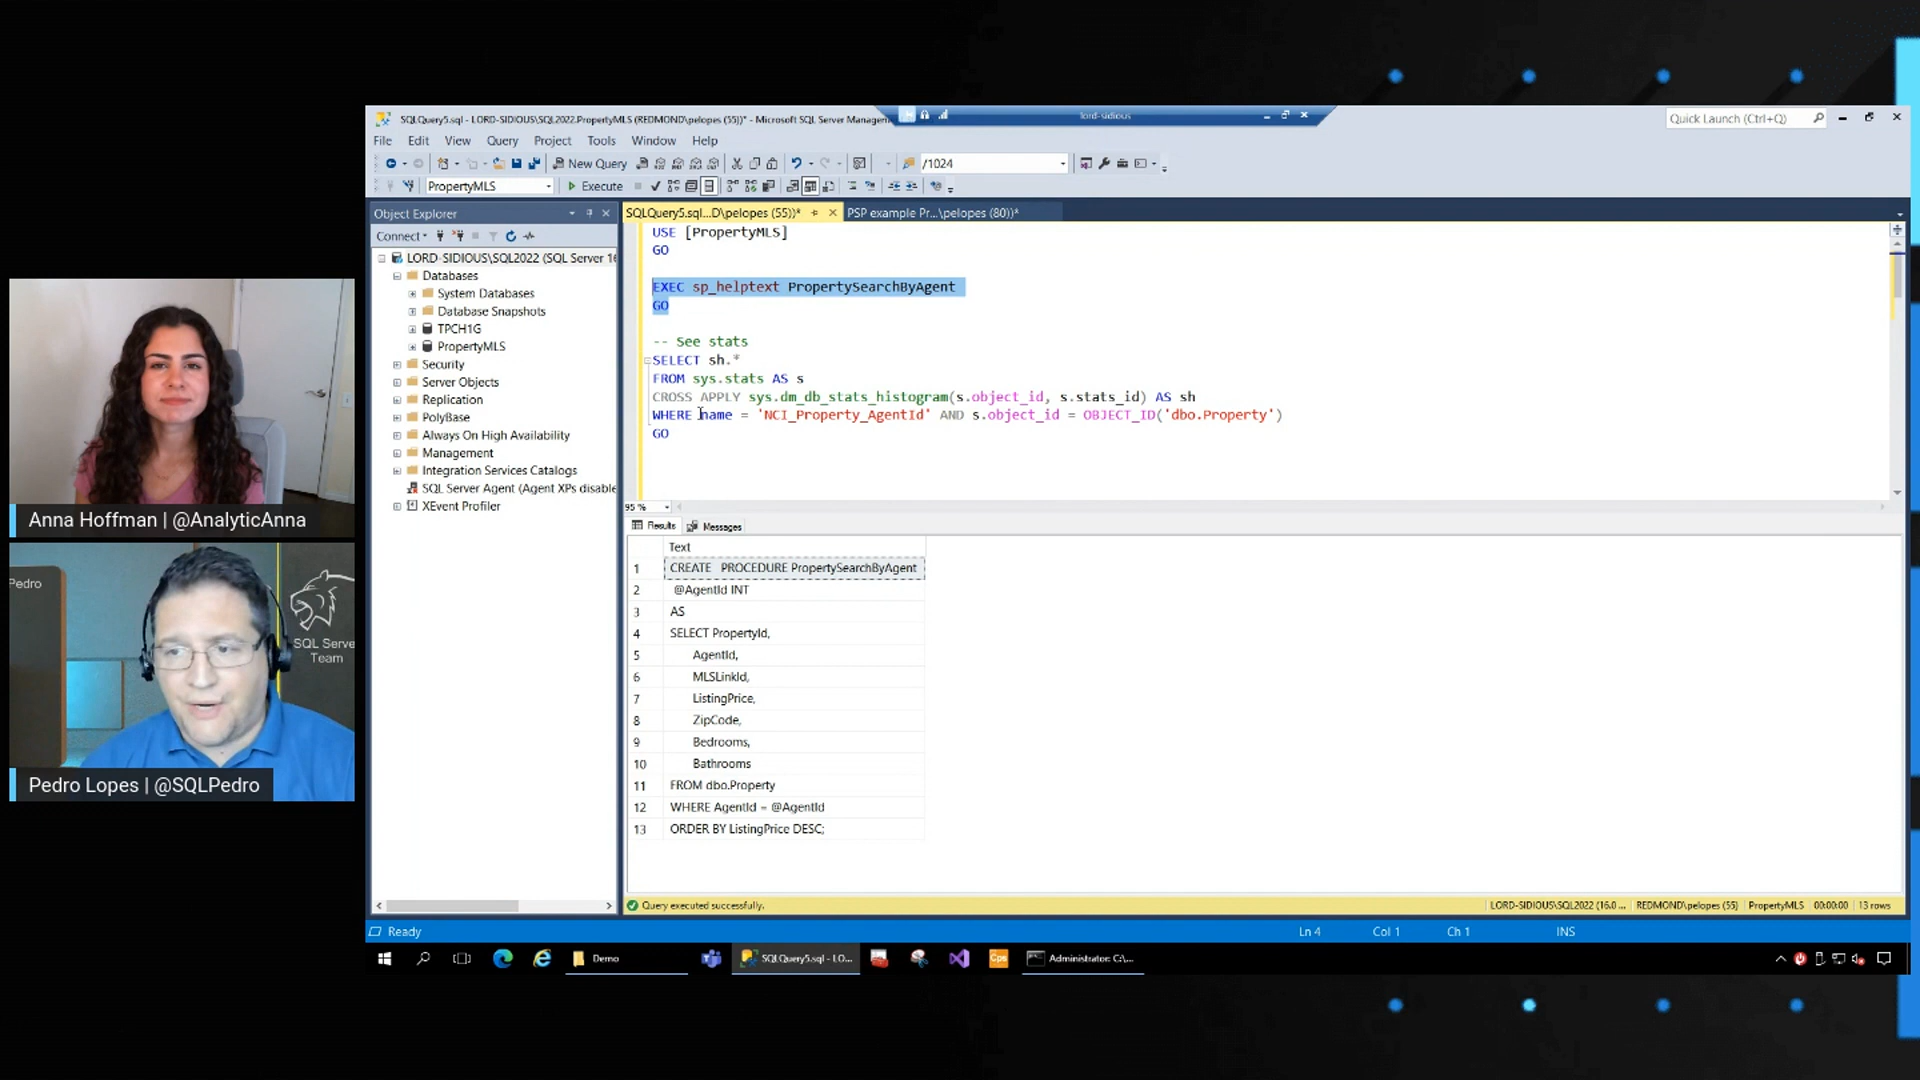 SQLQuery5.sql - LORD-SIDIOUS\SQL2022.PropertyMLS (REDMOND\pelopes (55))* - Microsoft SQL Server Manage
lord-sidious
Quick Launch (Ctrl+Q)
File Edit View Query Project Tools Window Help
New Query
/1024
PropertyMLS
Execute
Object Explorer
SQLQuery5.sql...D\pelopes (55))*
PSP example Pr...\pelopes (80))*
Connect
LORD-SIDIOUS\SQL2022 (SQL Server 16
Databases
System Databases
Database Snapshots
TPCH1G
PropertyMLS
Security
Server Objects
Replication
PolyBase
Always On High Availability
Management
Integration Services Catalogs
SQL Server Agent (Agent XPs disable
XEvent Profiler
USE [PropertyMLS]
GO
EXEC sp_helptext PropertySearchByAgent
GO
-- See stats
SELECT sh.*
FROM sys.stats AS s
CROSS APPLY sys.dm_db_stats_histogram(s.object_id, s.stats_id) AS sh
WHERE name = 'NCI_Property_AgentId' AND s.object_id = OBJECT_ID('dbo.Property')
GO
95 %
Results Messages
Text
1 CREATE   PROCEDURE PropertySearchByAgent
2 @AgentId INT
3 AS
4 SELECT PropertyId,
5 AgentId,
6 MLSLinkId,
7 ListingPrice,
8 ZipCode,
9 Bedrooms,
10 Bathrooms
11 FROM dbo.Property
12 WHERE AgentId = @AgentId
13 ORDER BY ListingPrice DESC;
Query executed successfully.
LORD-SIDIOUS\SQL2022 (16.0 ...
REDMOND\pelopes (55)
PropertyMLS
00:00:00
13 rows
Ready
Ln 4
Col 1
Ch 1
INS
Demo
SQLQuery5.sql - LO...
Cps
Administrator: C:\...
Anna Hoffman | @AnalyticAnna
Pedro
SQL Serve
Team
Pedro Lopes | @SQLPedro